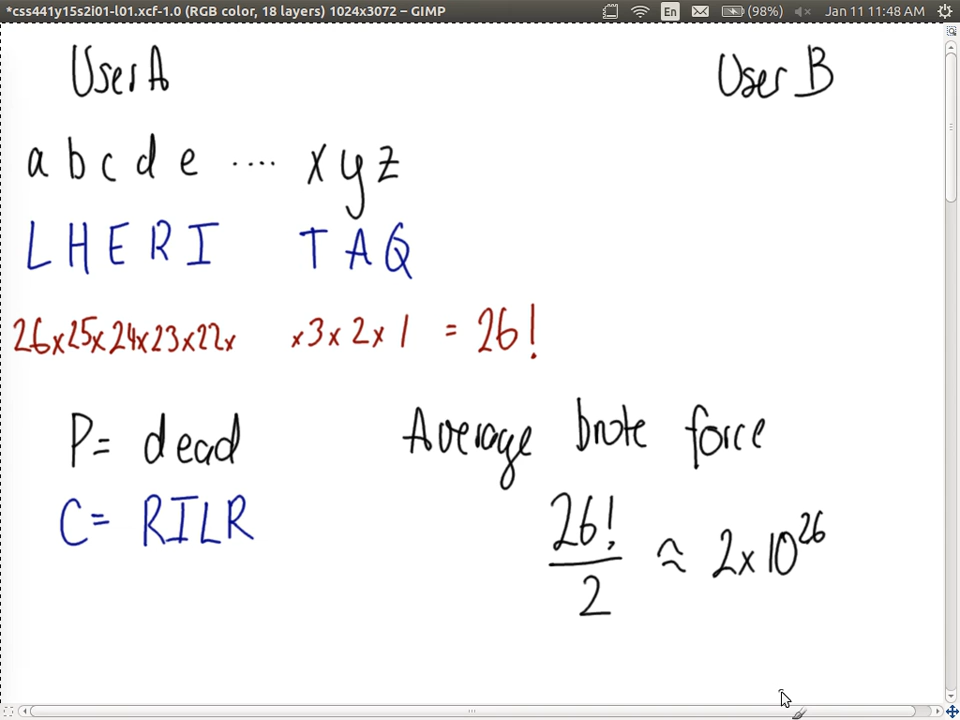 *css441y15s2i01-l01.xcf-1.0 (RGB color, 18 layers) 1024x3072 – GIMP En (98%) Jan 11 11:48 AM
User A User B
a b c d e .... x y z
L H E R I T A Q
26x25x24x23x22x x3x2x1 = 26!
P= dead Average brute force
C= RILR 26!/2 ≈ 2x10^26